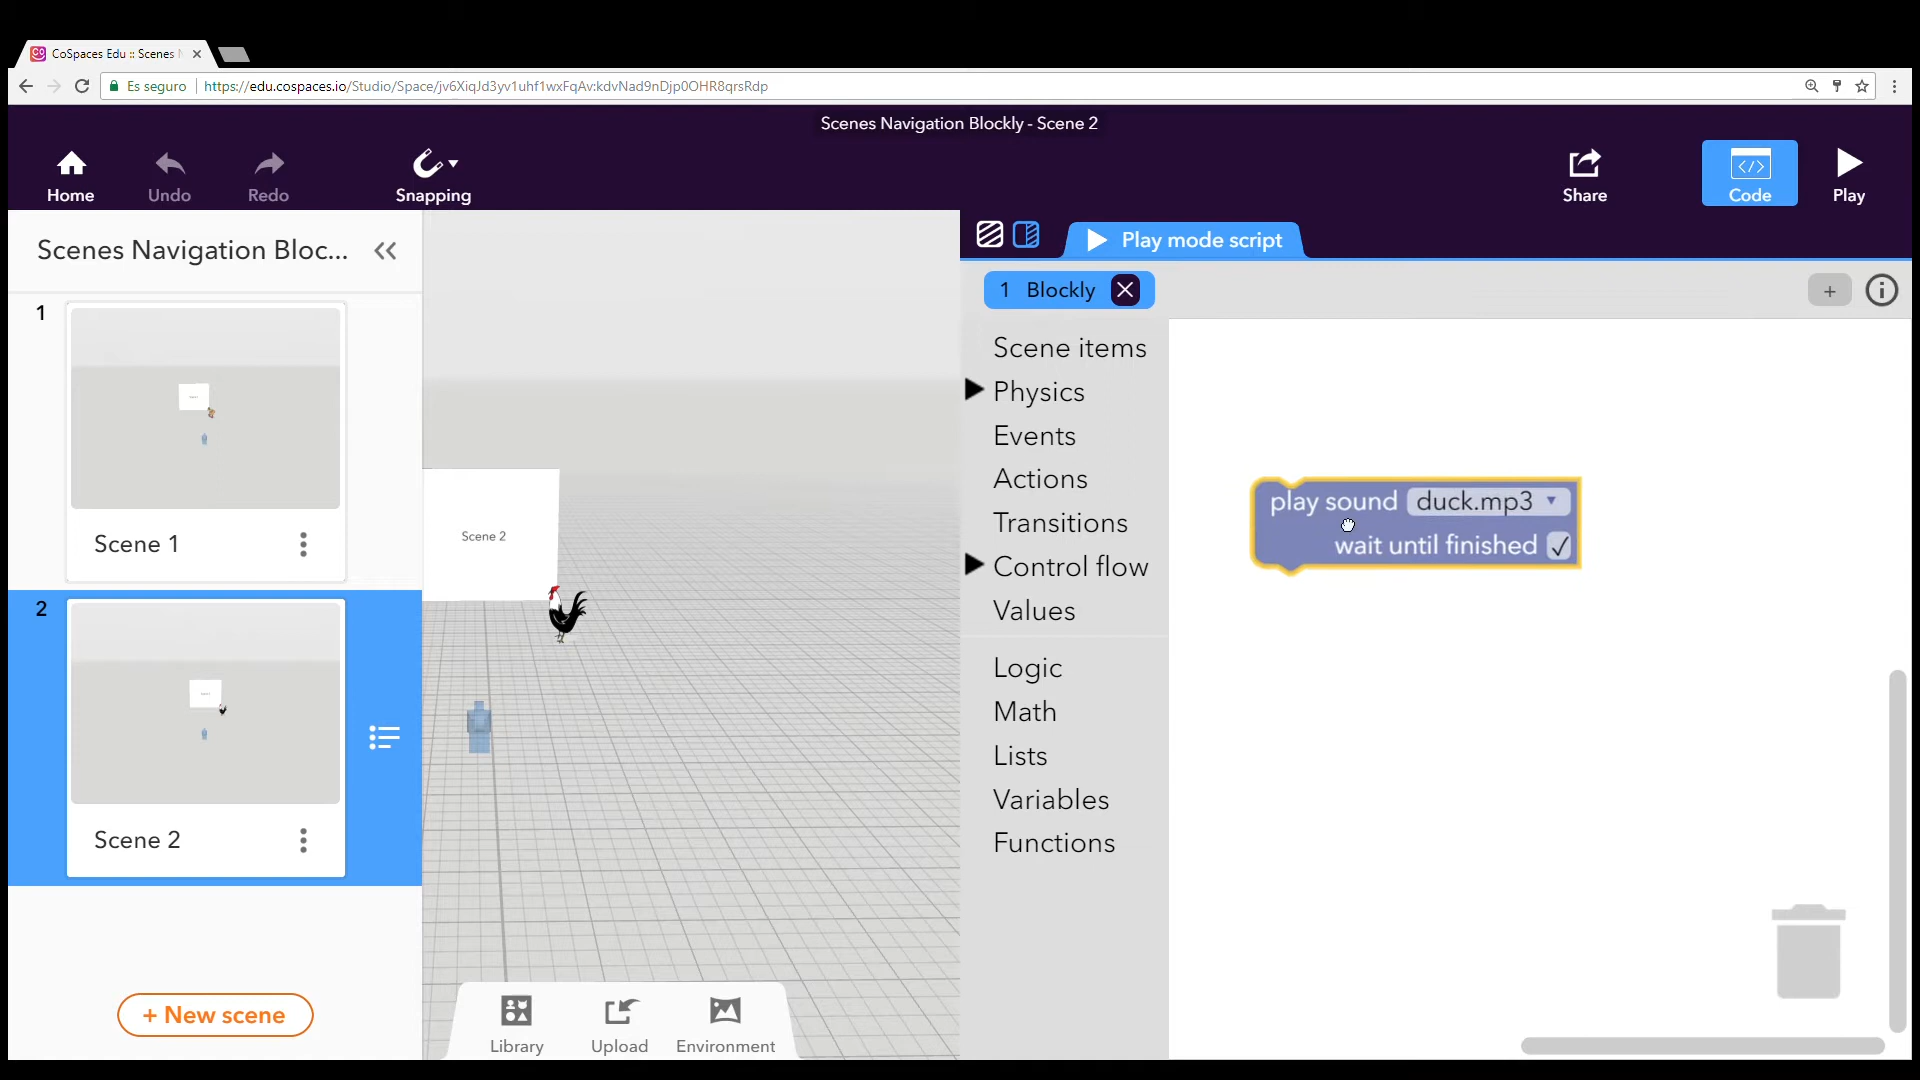 CoSpaces Edu :: Scenes
Es seguro
https://edu.cospaces.io/Studio/Space/jv6XiqJd3yv1uhf1wxFqAv:kdvNad9nDjp0OHR8qrsRdp
Scenes Navigation Blockly - Scene 2
Home
Undo
Redo
Snapping
Share
Code
Play
Scenes Navigation Bloc...
Play mode script
1 Blockly
1
Scene 1
2
Scene 2
+ New scene
Scene 2
Library
Upload
Environment
Scene items
Physics
Events
Actions
Transitions
Control flow
Values
Logic
Math
Lists
Variables
Functions
play sound duck.mp3
wait until finished